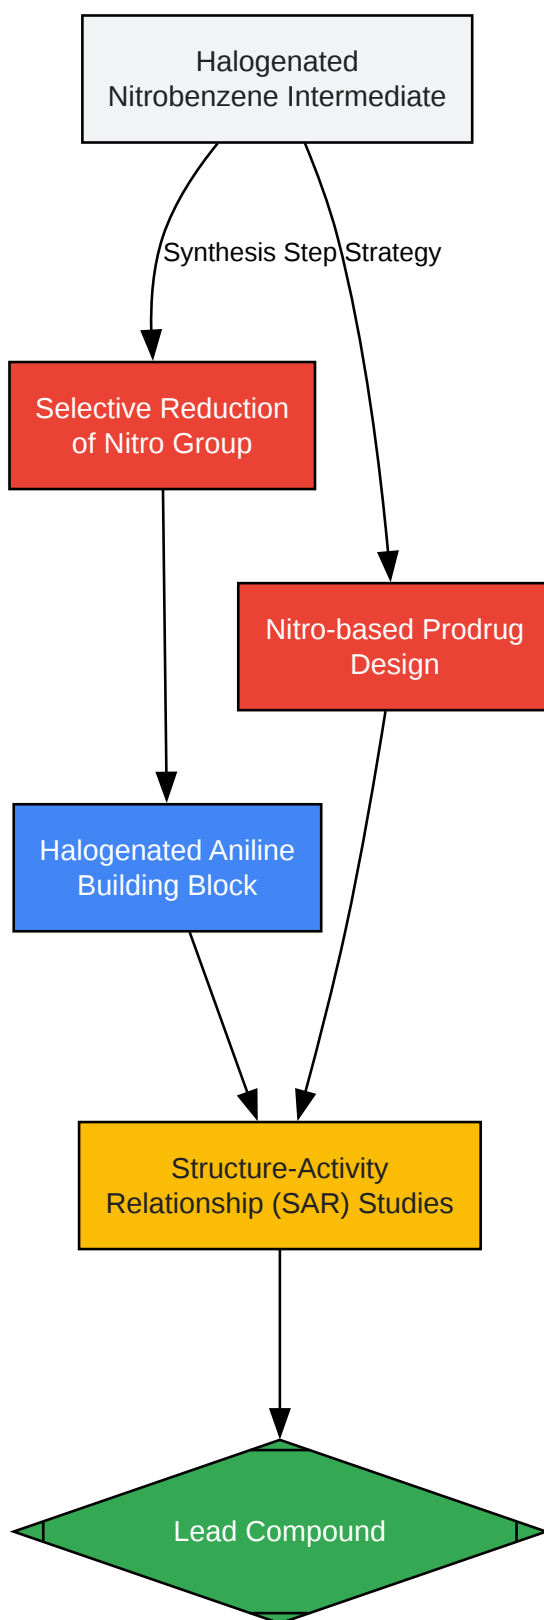 Halogenated
Nitrobenzene Intermediate
Synthesis Step
Strategy
Selective Reduction
of Nitro Group
Nitro-based Prodrug
Design
Halogenated Aniline
Building Block
Structure-Activity
Relationship (SAR) Studies
Lead Compound